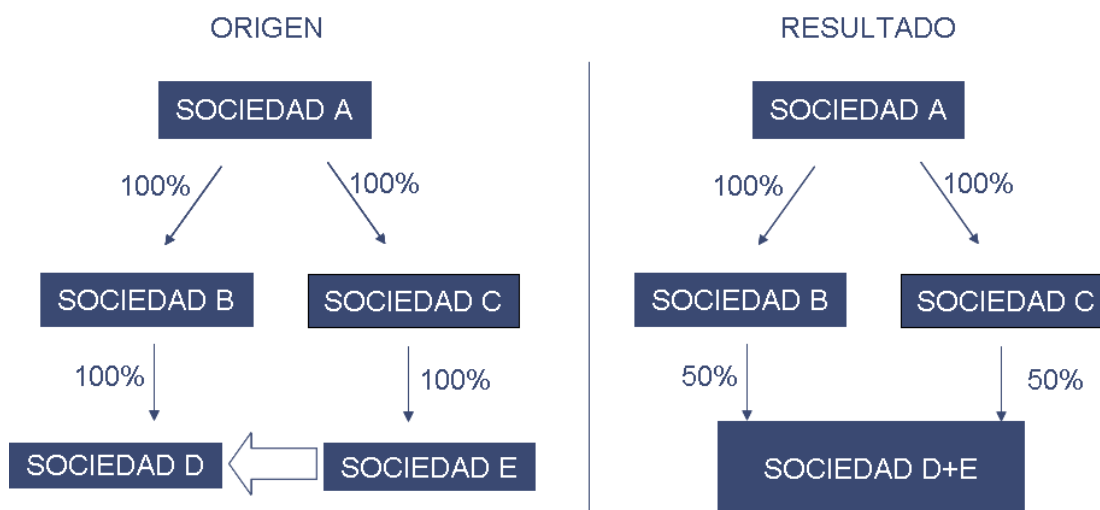 ORIGEN
SOCIEDAD A
100%
100%
SOCIEDAD B
SOCIEDAD C
100%
100%
SOCIEDAD D
SOCIEDAD E
RESULTADO
SOCIEDAD A
100%
100%
SOCIEDAD B
SOCIEDAD C
50%
50%
SOCIEDAD D+E